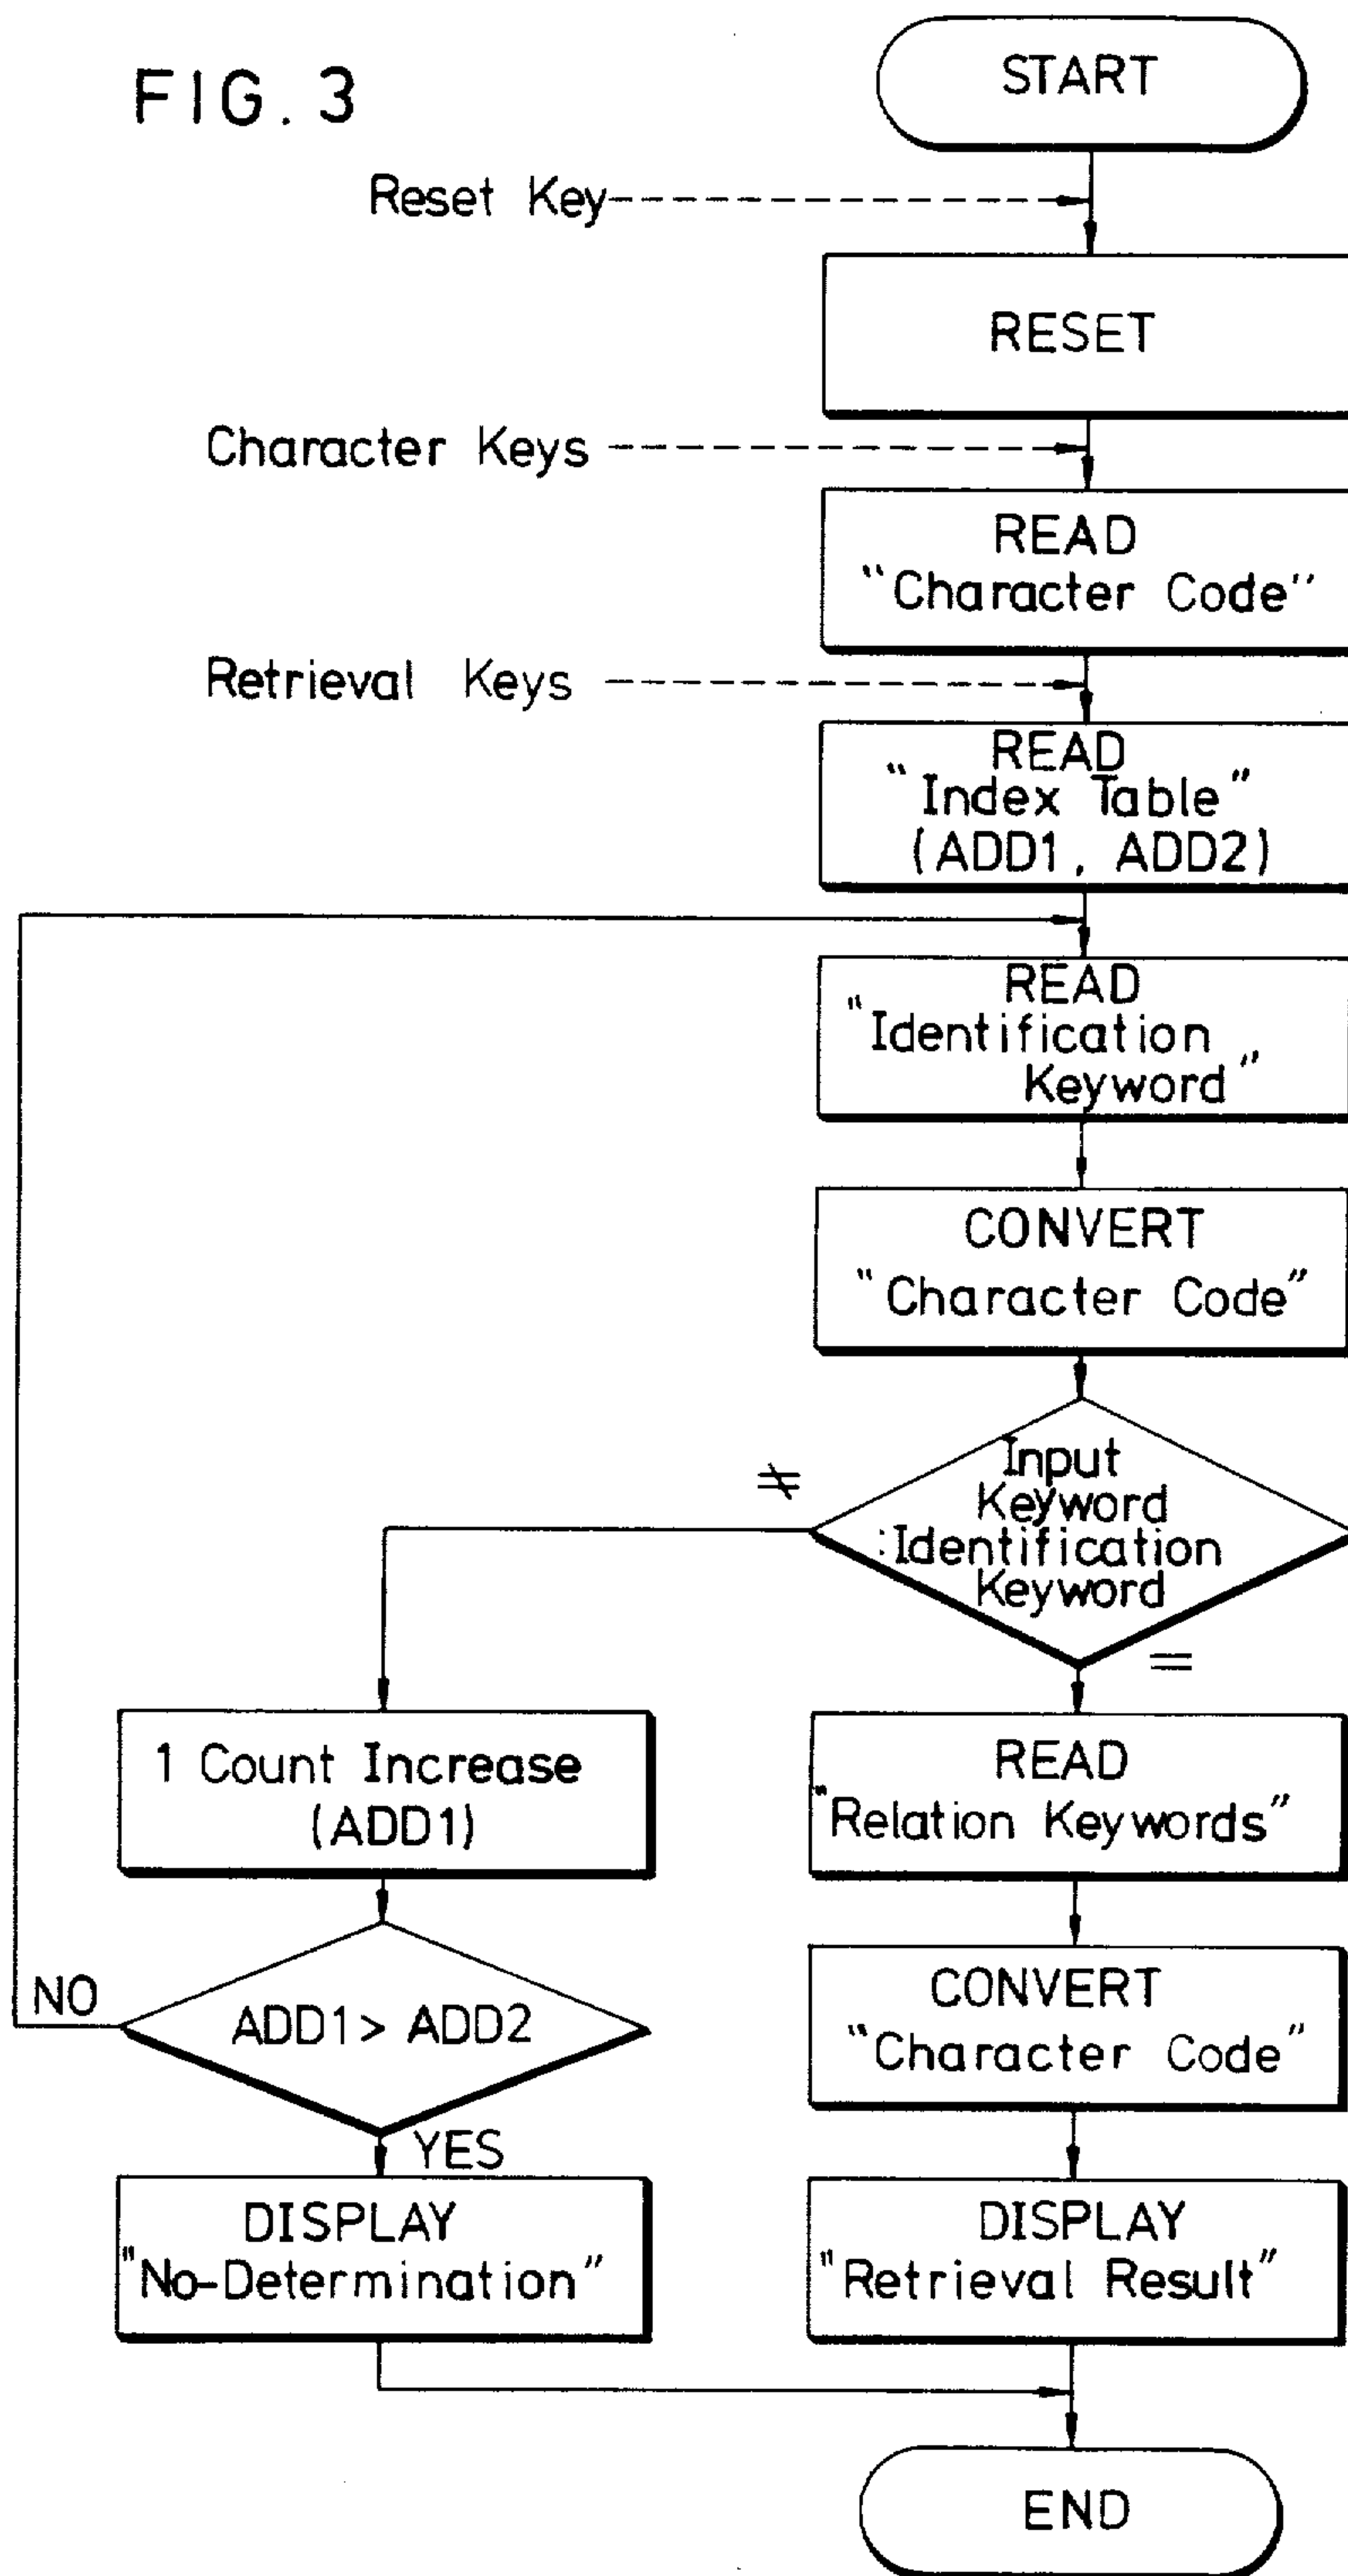 FIG. 3
START
Reset Key
RESET
Character Keys
READ
"Character Code"
Retrieval Keys
READ
"Index Table"
(ADD1, ADD2)
READ
"Identification
Keyword"
CONVERT
"Character Code"
≠
Input
Keyword
:Identification
Keyword
=
1 Count Increase
(ADD1)
READ
"Relation Keywords"
NO
ADD1> ADD2
CONVERT
"Character Code"
YES
DISPLAY
"No-Determination"
DISPLAY
"Retrieval Result"
END